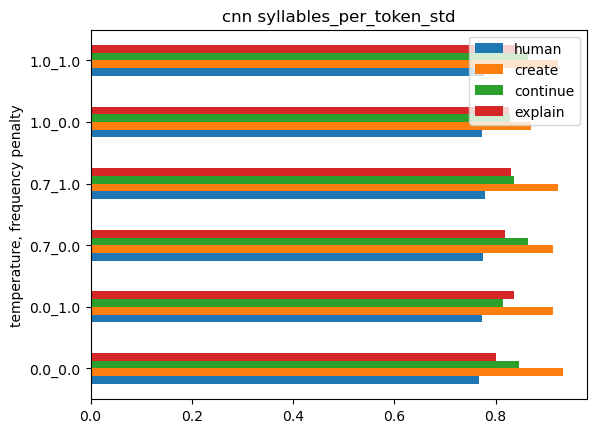 cnn syllables_per_token_std
human
create
continue
explain
temperature, frequency penalty
1.0_1.0
1.0_0.0
0.7_1.0
0.7_0.0
0.0_1.0
0.0_0.0
0.0 0.2 0.4 0.6 0.8